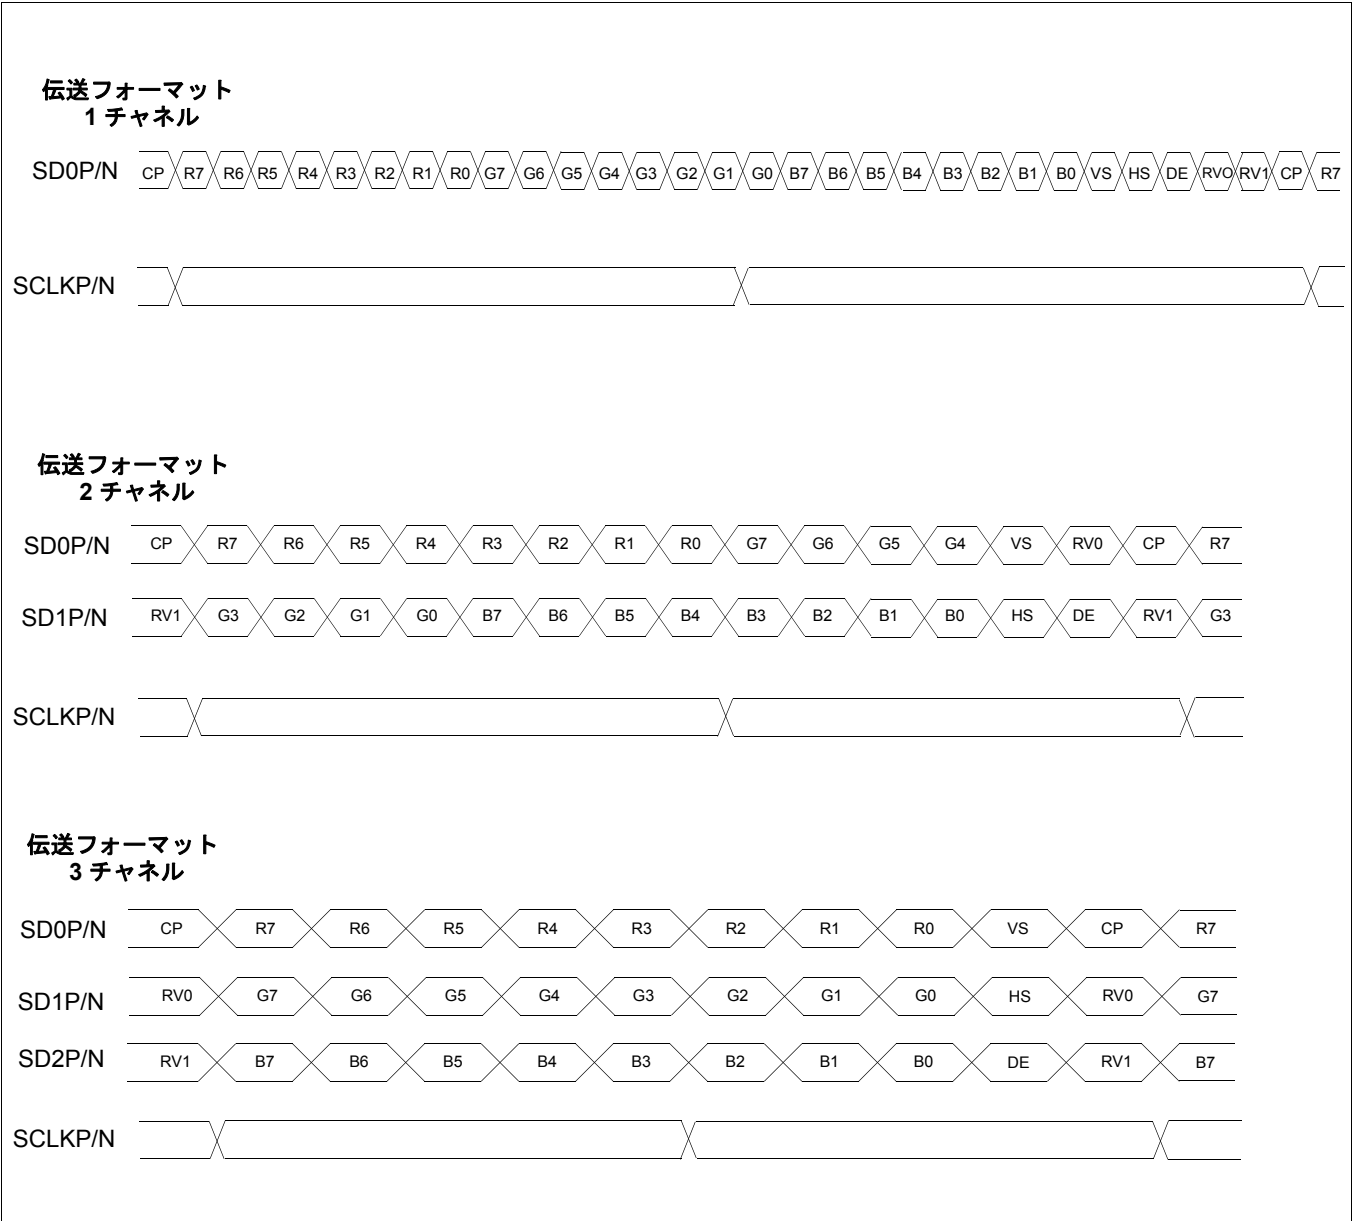 伝送フォーマット
1 チャネル
SD0P/N CP R7 R6 R5 R4 R3 R2 R1 R0 G7 G6 G5 G4 G3 G2 G1 G0 B7 B6 B5 B4 B3 B2 B1 B0 VS HS DE RVO RV1 CP R7
SCLKP/N
伝送フォーマット
2 チャネル
SD0P/N CP R7 R6 R5 R4 R3 R2 R1 R0 G7 G6 G5 G4 VS RV0 CP R7
SD1P/N RV1 G3 G2 G1 G0 B7 B6 B5 B4 B3 B2 B1 B0 HS DE RV1 G3
SCLKP/N
伝送フォーマット
3 チャネル
SD0P/N CP R7 R6 R5 R4 R3 R2 R1 R0 VS CP R7
SD1P/N RV0 G7 G6 G5 G4 G3 G2 G1 G0 HS RV0 G7
SD2P/N RV1 B7 B6 B5 B4 B3 B2 B1 B0 DE RV1 B7
SCLKP/N